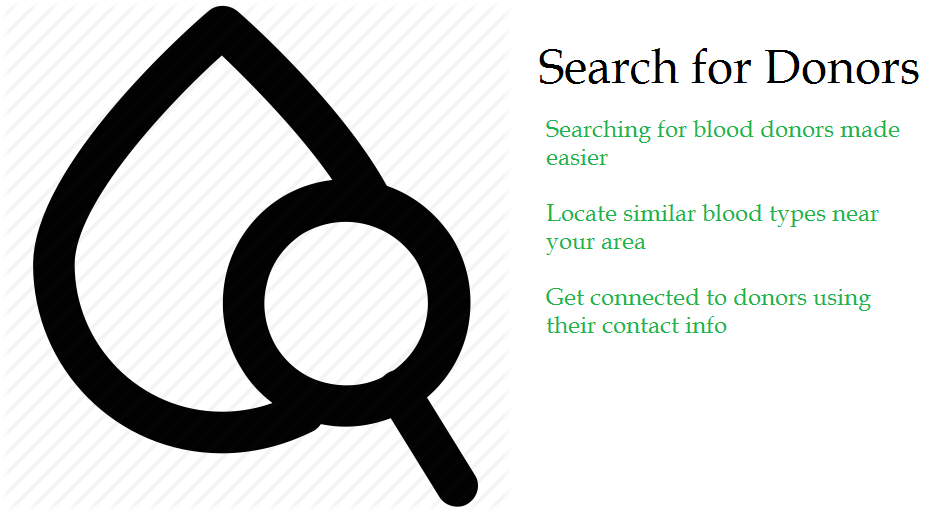 Search for Donors
Searching for blood donors made
easier
Locate similar blood types near
your area
Get connected to donors using
their contact info